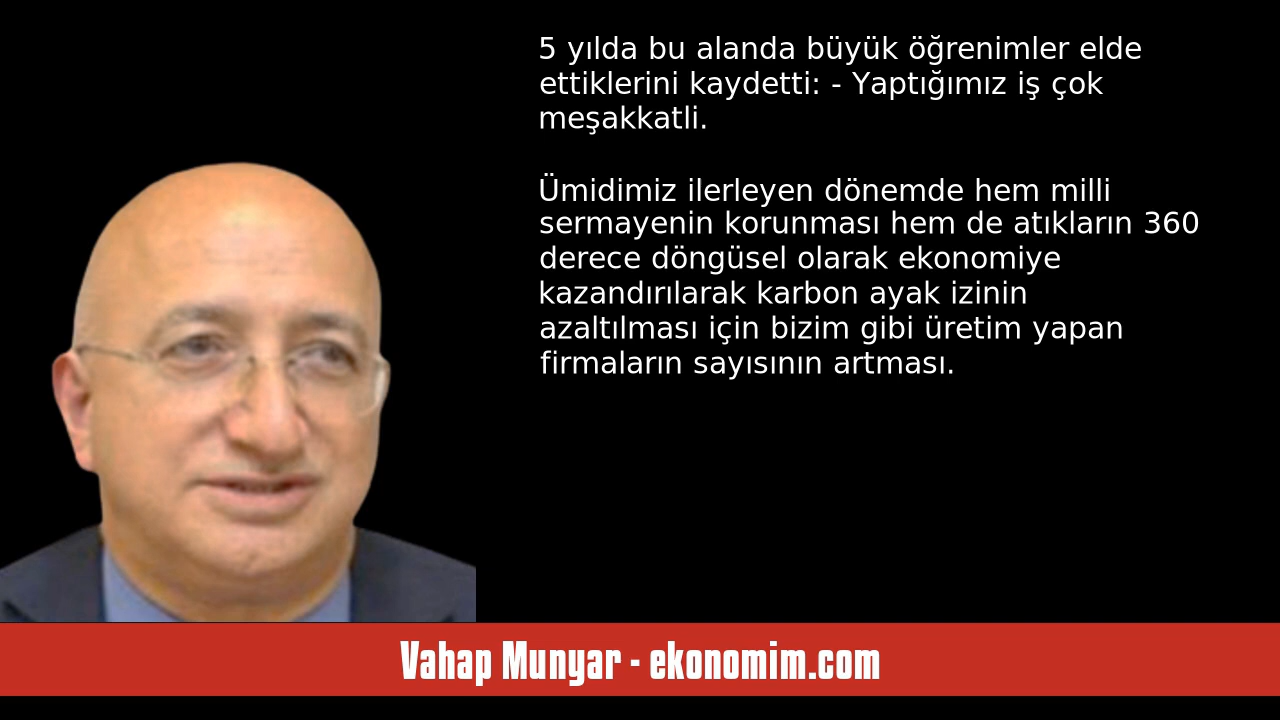 5 yılda bu alanda büyük öğrenimler elde
ettiklerini kaydetti: - Yaptığımız iş çok
meşakkatli.
Ümidimiz ilerleyen dönemde hem milli
sermayenin korunması hem de atıkların 360
derece döngüsel olarak ekonomiye
kazandırılarak karbon ayak izinin
azaltılması için bizim gibi üretim yapan
firmaların sayısının artması.
Vahap Munyar - ekonomim.com